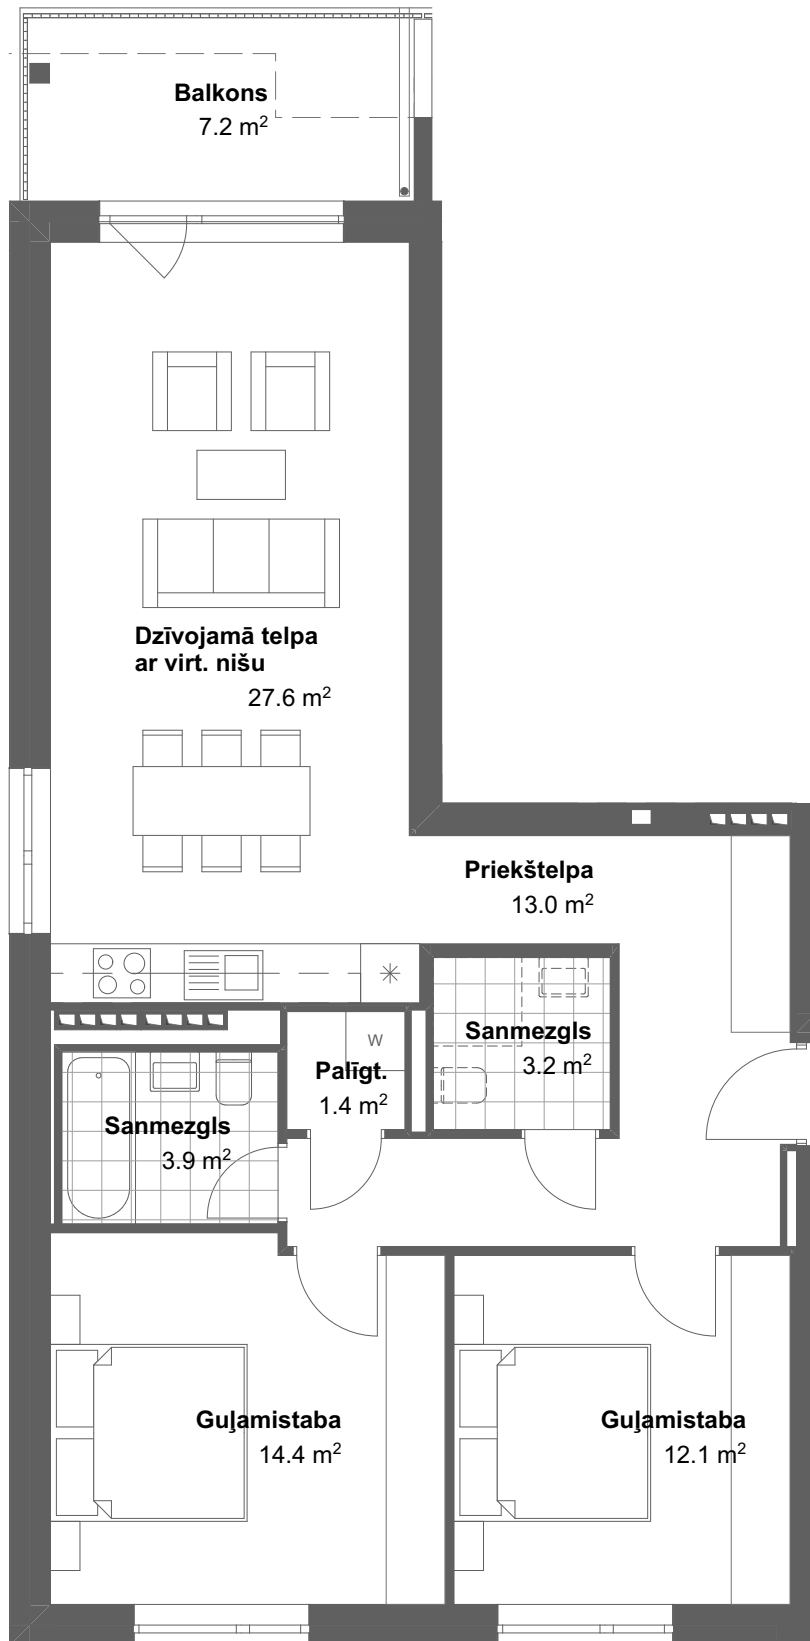 Balkons
7.2 m²
Dzīvojamā telpa
ar virt. nišu
27.6 m²
Priekštelpa
13.0 m²
Sanmezgls
3.2 m²
W
Palīgt.
1.4 m²
Sanmezgls
3.9 m²
Guļamistaba
14.4 m²
Guļamistaba
12.1 m²